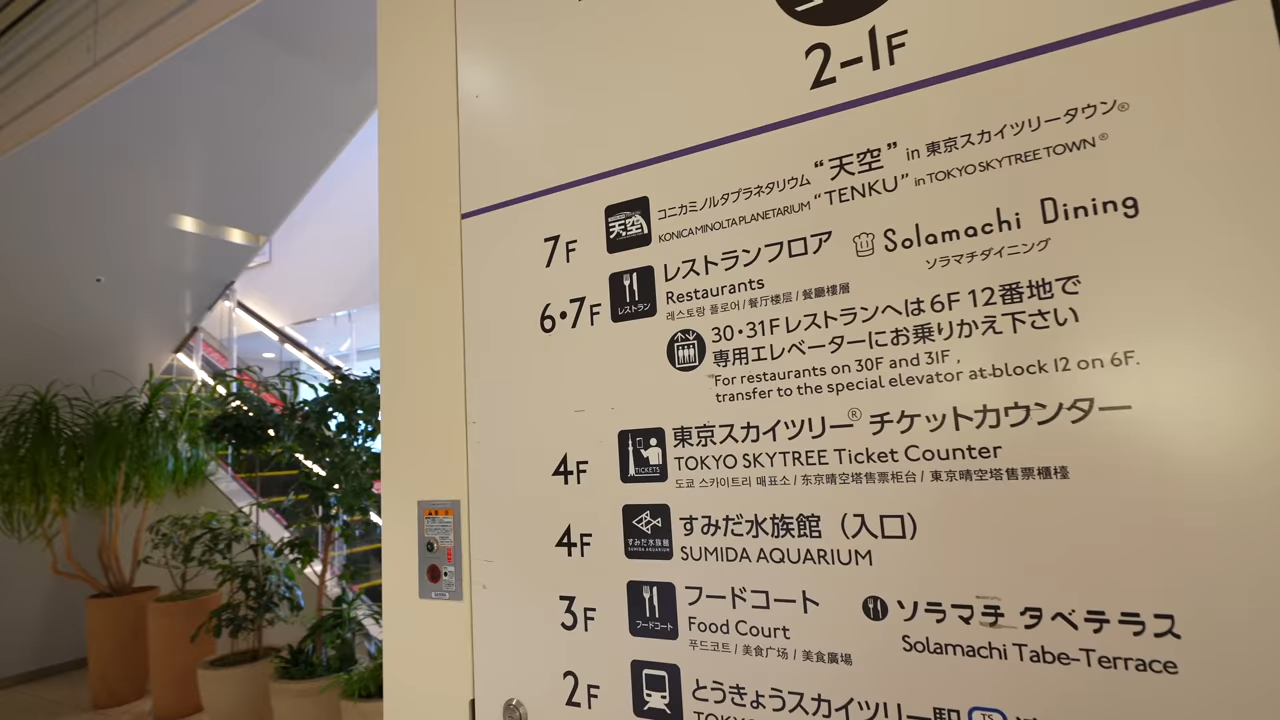 2-1F
コニカミノルタプラネタリウム “天空” in 東京スカイツリータウン®
KONICA MINOLTA PLANETARIUM “TENKU” in TOKYO SKYTREE TOWN®
7F
天空
レストランフロア
Solamachi Dining
ソラマチダイニング
6•7F
レストラン
Restaurants
레스토랑 플로어 / 餐厅楼层 / 餐廳樓層
30•31Fレストランへは6F 12番地で
専用エレベーターにお乗りかえ下さい
For restaurants on 30F and 31F ,
transfer to the special elevator at block 12 on 6F.
4F
TICKETS
東京スカイツリー® チケットカウンター
TOKYO SKYTREE Ticket Counter
도쿄 스카이트리 매표소 / 东京晴空塔售票柜台 / 東京晴空塔售票櫃檯
4F
すみだ水族館
SUMIDA AQUARIUM
すみだ水族館 (入口)
SUMIDA AQUARIUM
3F
フードコート
フードコート
Food Court
푸드코트 / 美食广场 / 美食廣場
ソラマチ タベテラス
Solamachi Tabe-Terrace
2F
とうきょうスカイツリー駅
TS
TOKYO